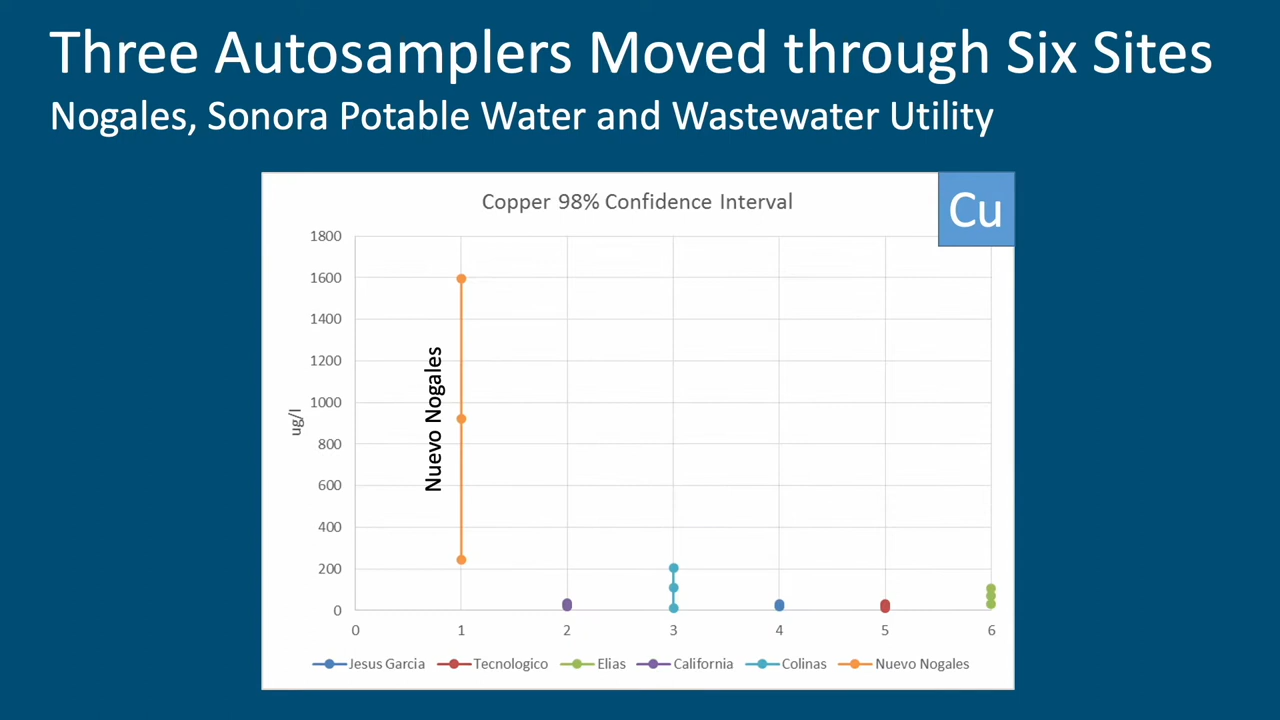 Three Autosamplers Moved through Six Sites
Nogales, Sonora Potable Water and Wastewater Utility
Copper 98% Confidence Interval
Cu
1800
1600
1400
1200
1000
800
600
400
200
0
ug/l
Nuevo Nogales
0 1 2 3 4 5 6
Jesus Garcia Tecnologico Elias California Colinas Nuevo Nogales